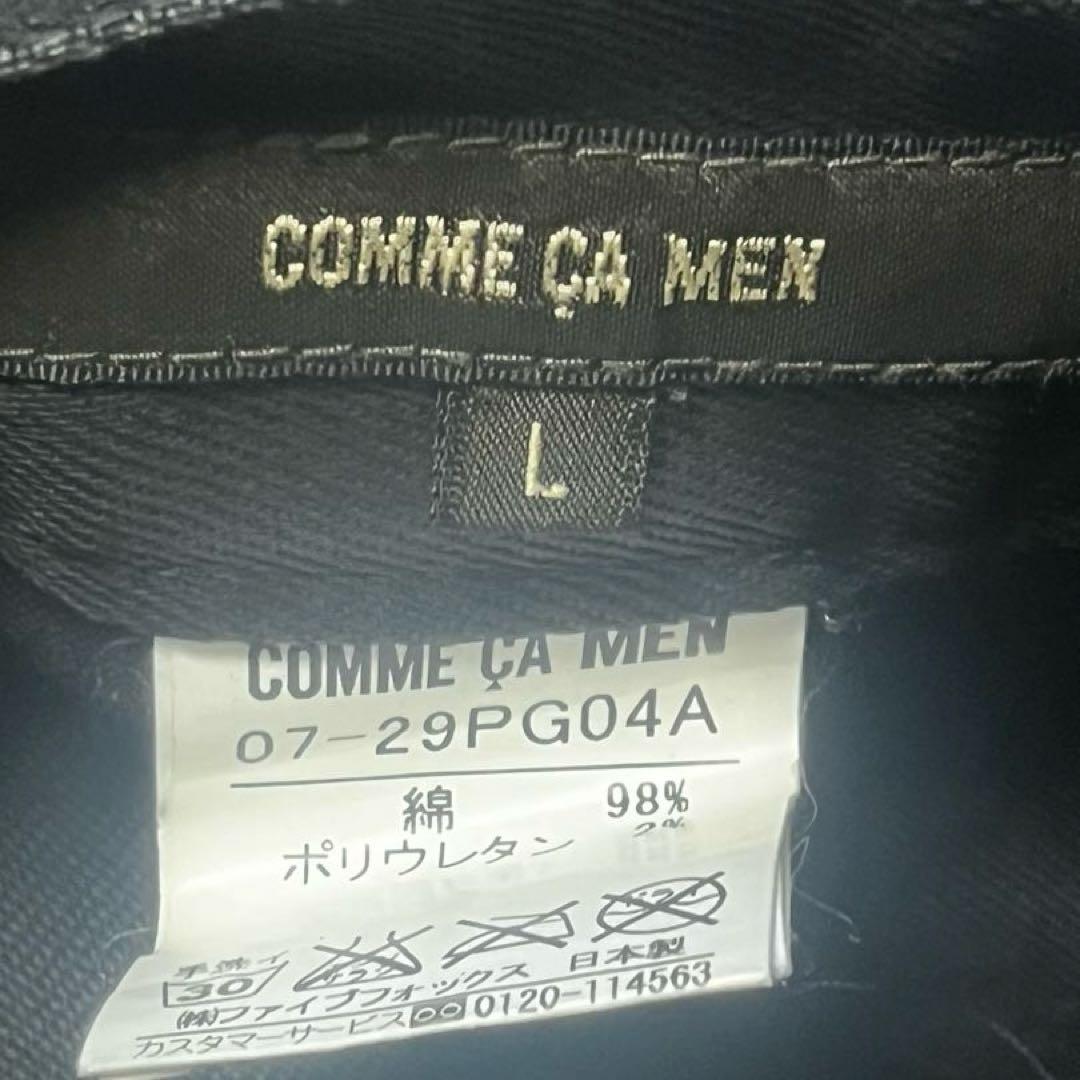 COMME ÇA MEN
L
COMME ÇA MEN
07-29PG04A
綿 98%
ポリウレタン 2%
手洗イ
30
(株)ファイブフォックス 日本製
カスタマーサービス 0120-114563